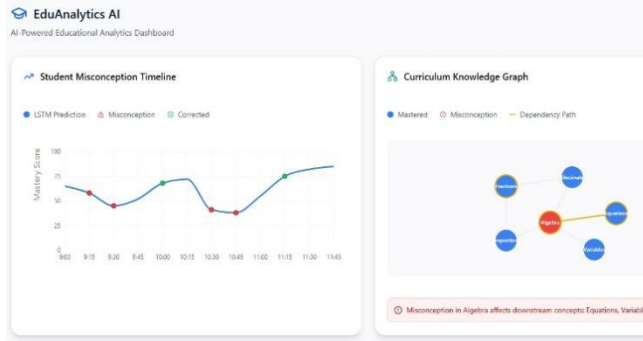 EduAnalytics AI
AI-Powered Educational Analytics Dashboard
Student Misconception Timeline
LSTM Prediction
Misconception
Corrected
Mastery Score
100
75
50
25
0
9:00 9:15 9:30 9:45 10:00 10:15 10:30 10:45 11:00 11:15 11:30 11:45
Curriculum Knowledge Graph
Mastered
Misconception
Dependency Path
Fractions
Decimals
Algebra
Equations
Variables
Misconception in Algebra affects downstream concepts: Equations,